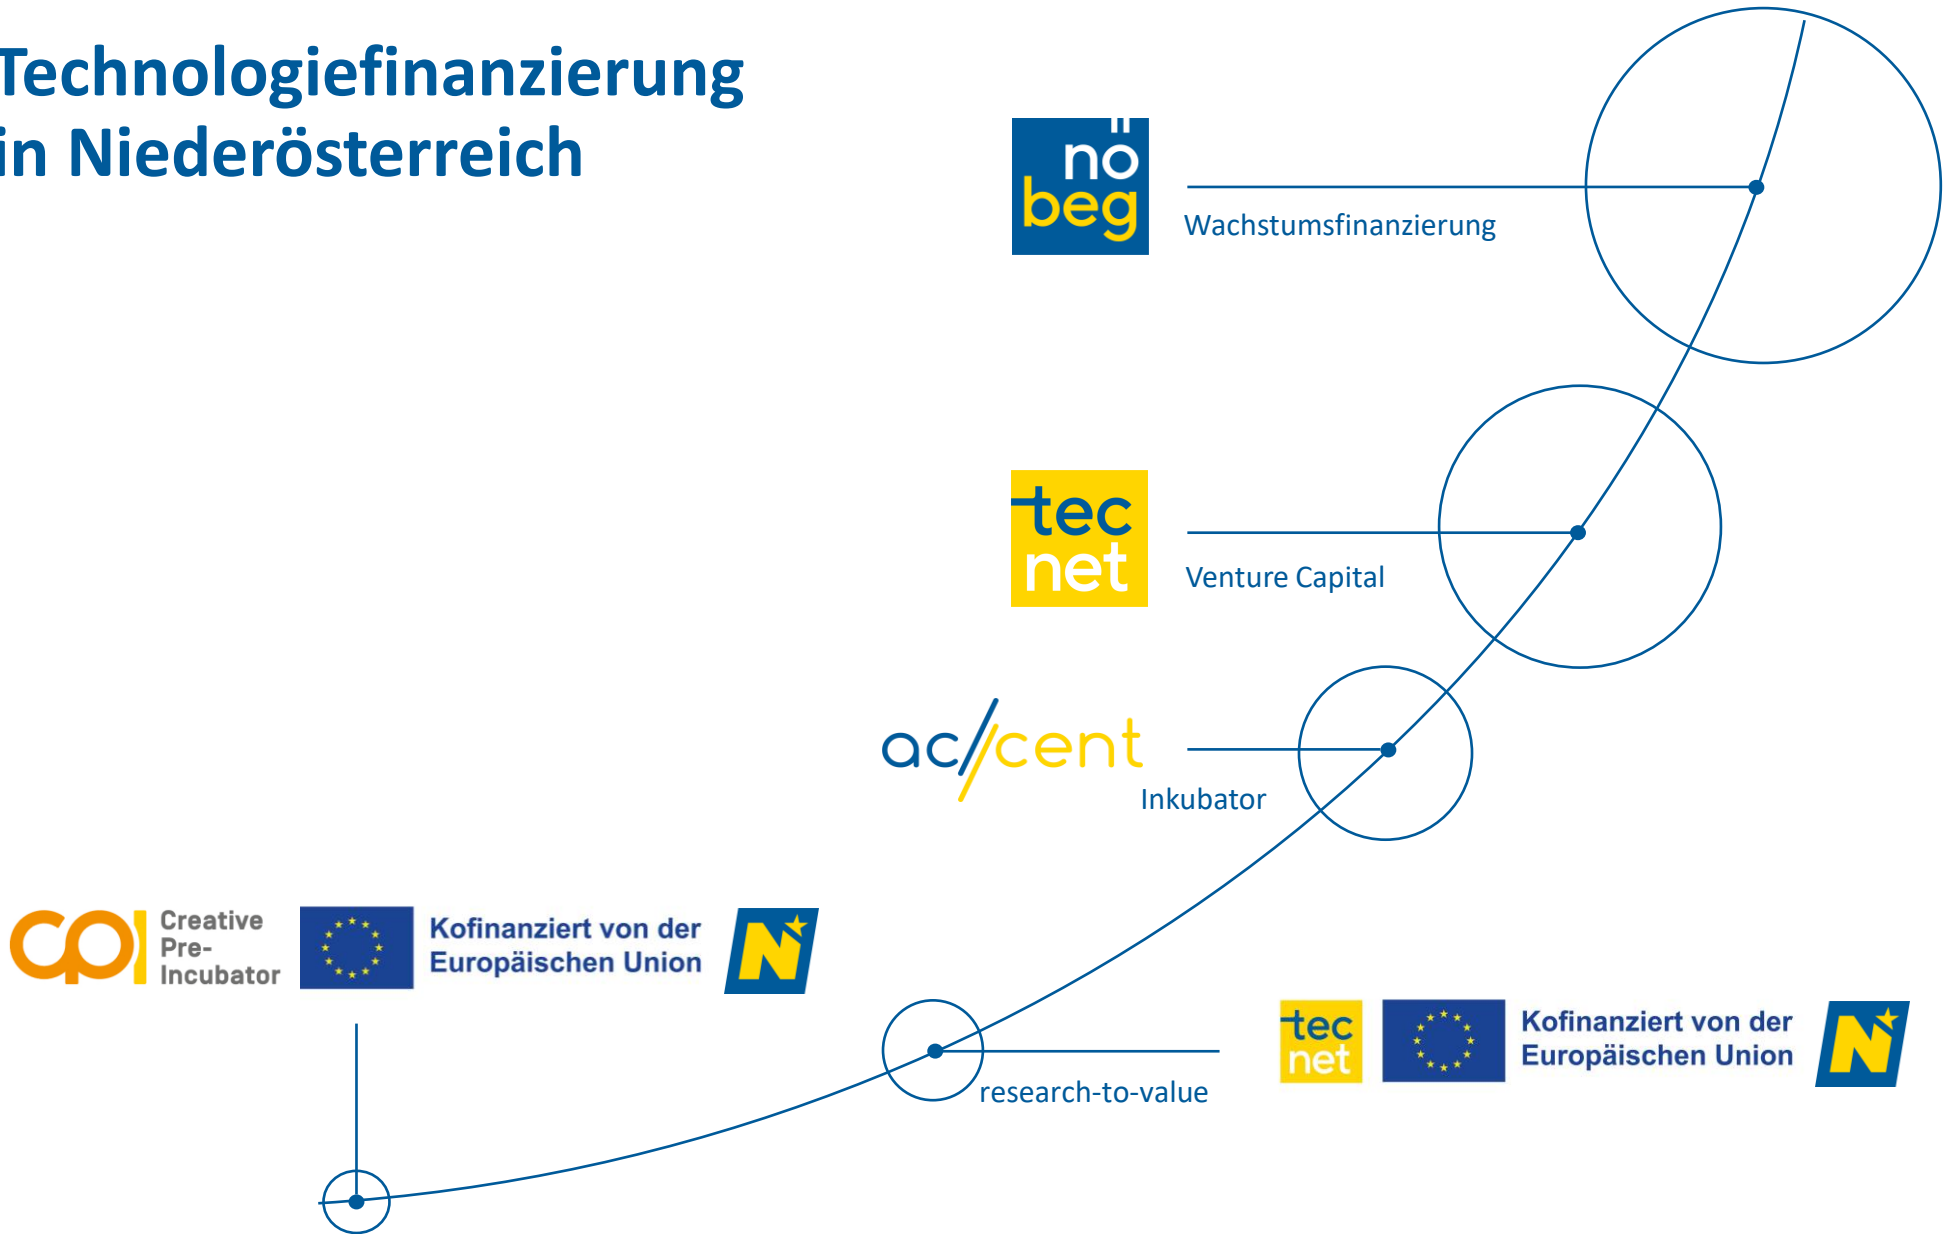 Technologiefinanzierung
in Niederösterreich
nö
beg
Wachstumsfinanzierung
tec
net
Venture Capital
ac//cent
Inkubator
cpi
Creative
Pre-
Incubator
Kofinanziert von der
Europäischen Union
N
research-to-value
tec
net
Kofinanziert von der
Europäischen Union
N